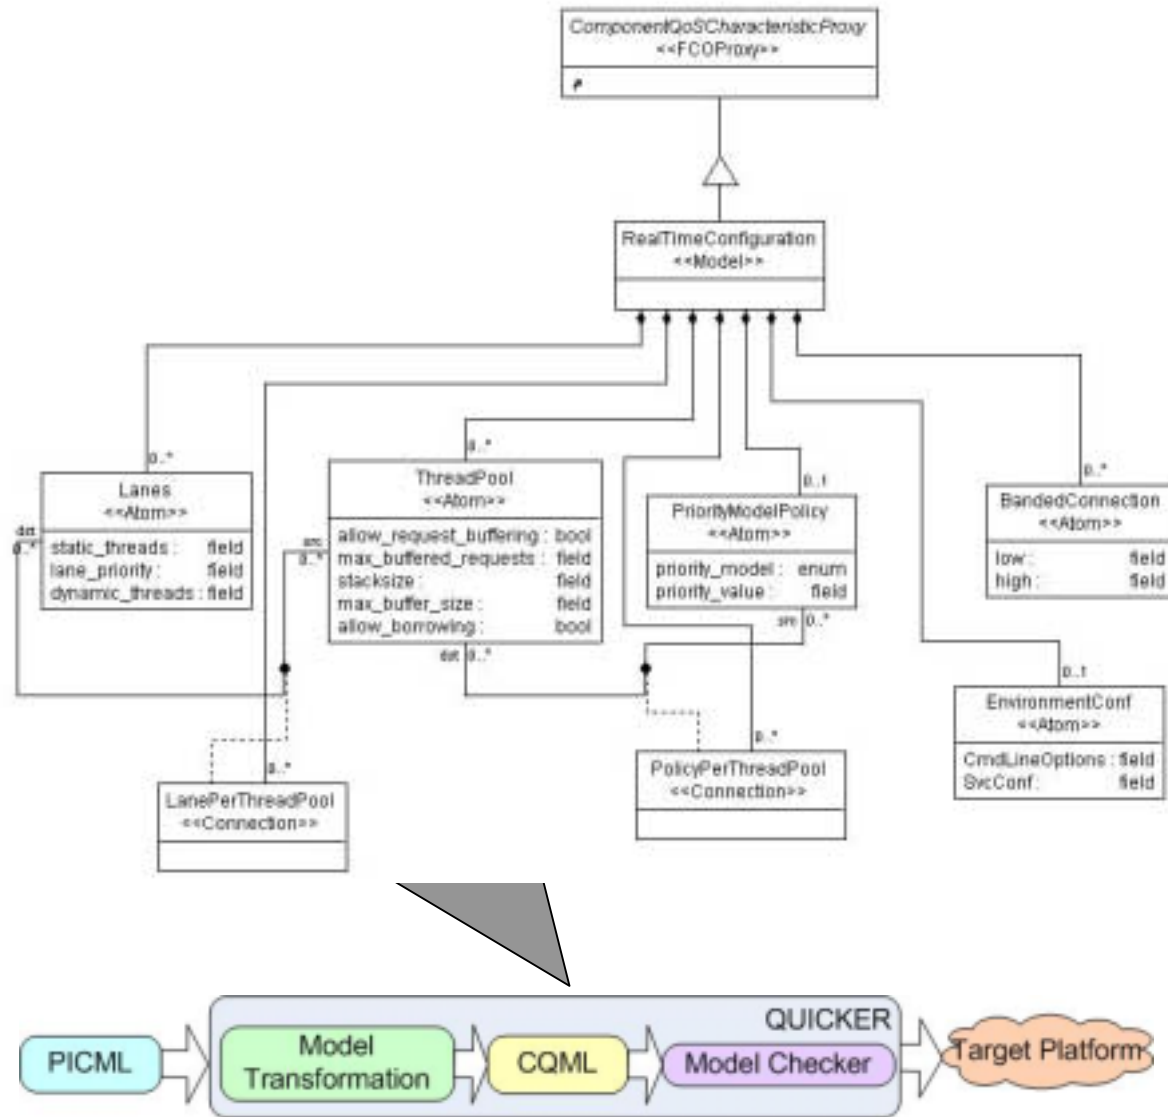 ComponentQoSCharacteristicProxy
<<FCOProxy>>
RealTimeConfiguration
<<Model>>
0..*
0..*
0..1
0..*
Lanes
<<Atom>>
static_threads : field
lane_priority : field
dynamic_threads : field
dst
0..*
ThreadPool
<<Atom>>
allow_request_buffering : bool
max_buffered_requests : field
stacksize : field
max_buffer_size : field
allow_borrowing : bool
src
0..*
dst 0..*
PriorityModelPolicy
<<Atom>>
priority_model : enum
priority_value : field
src 0..*
BandedConnection
<<Atom>>
low : field
high : field
0..1
EnvironmentConf
<<Atom>>
CmdLineOptions : field
SvcConf : field
0..*
LanePerThreadPool
<<Connection>>
0..*
PolicyPerThreadPool
<<Connection>>
QUICKER
PICML
Model
Transformation
CQML
Model Checker
Target Platform